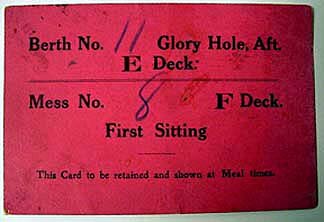 Berth No. 11 Glory Hole, Aft.
E Deck.
Mess No. 8 F Deck.
First Sitting
This Card to be retained and shown at Meal times.